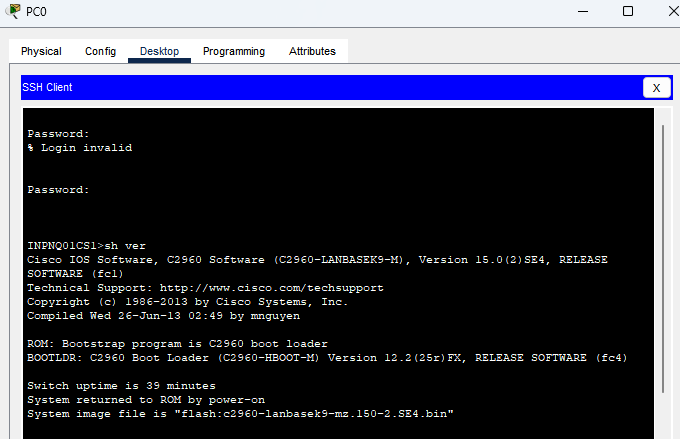 PC0
Physical Config Desktop Programming Attributes
SSH Client X
Password:
% Login invalid
Password:
INPNQ01CS1>sh ver
Cisco IOS Software, C2960 Software (C2960-LANBASEK9-M), Version 15.0(2)SE4, RELEASE
SOFTWARE (fc1)
Technical Support: http://www.cisco.com/techsupport
Copyright (c) 1986-2013 by Cisco Systems, Inc.
Compiled Wed 26-Jun-13 02:49 by mnguyen
ROM: Bootstrap program is C2960 boot loader
BOOTLDR: C2960 Boot Loader (C2960-HBOOT-M) Version 12.2(25r)FX, RELEASE SOFTWARE (fc4)
Switch uptime is 39 minutes
System returned to ROM by power-on
System image file is "flash:c2960-lanbasek9-mz.150-2.SE4.bin"